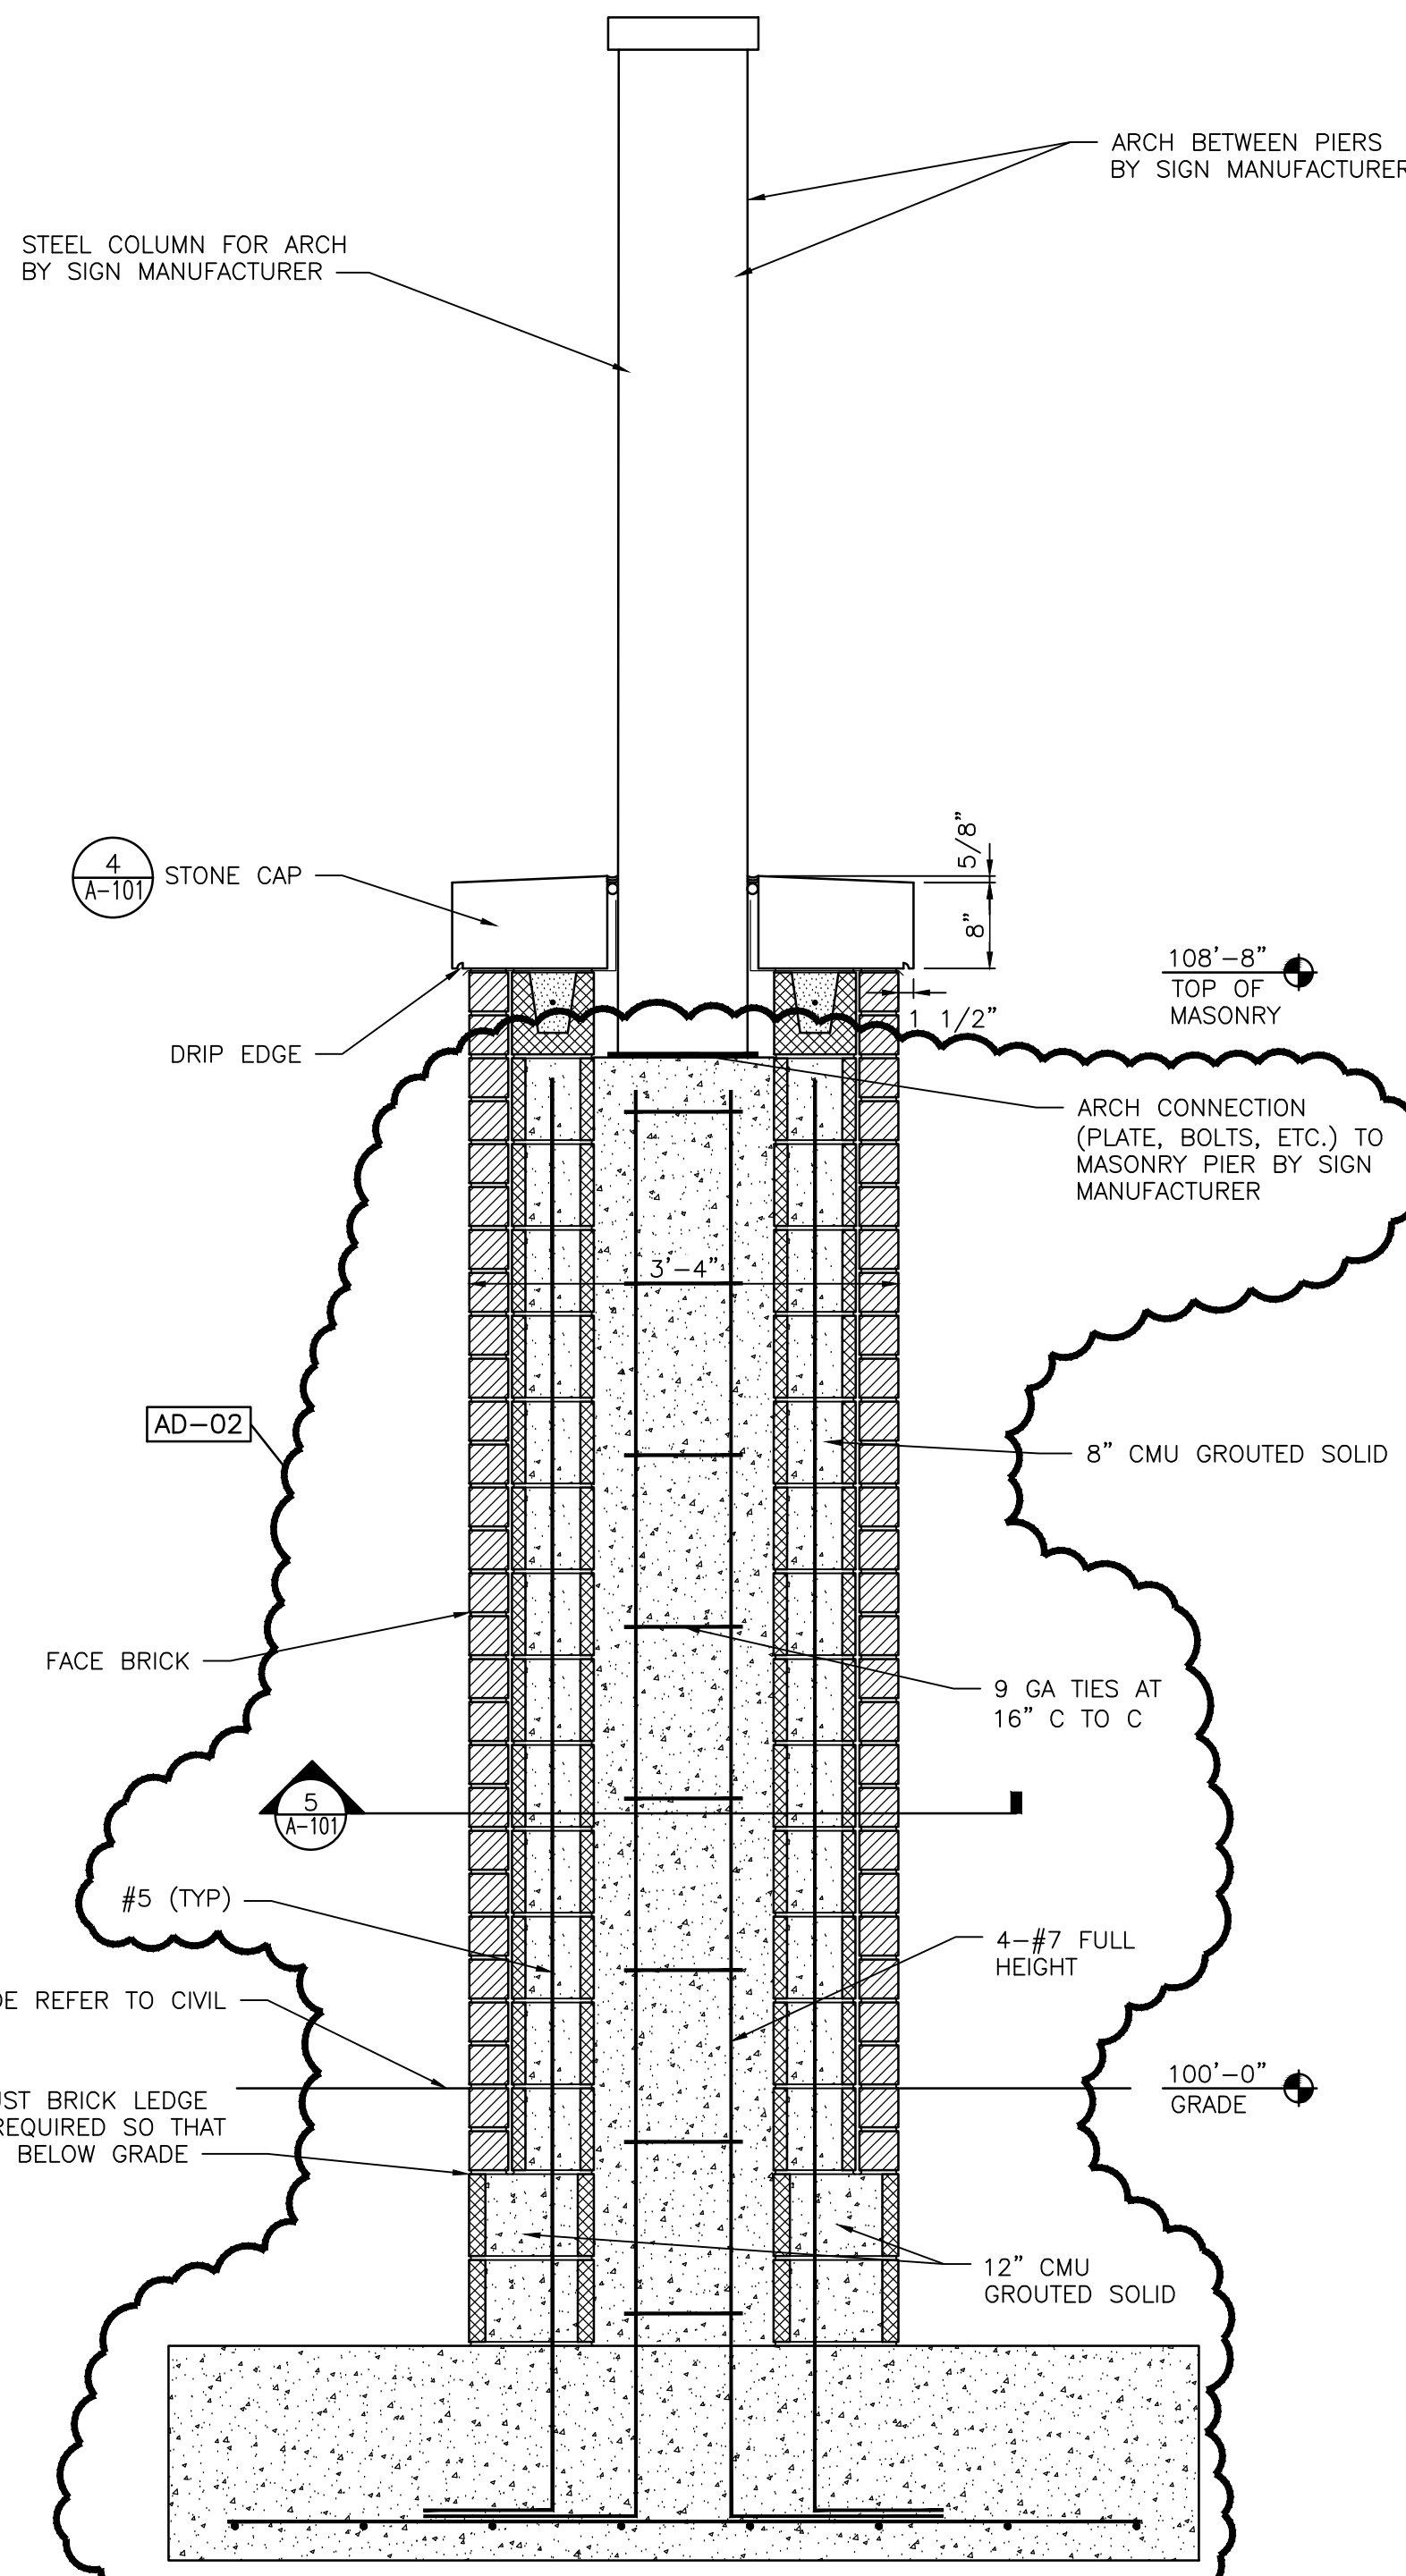 ARCH BETWEEN PIERS
BY SIGN MANUFACTURER
STEEL COLUMN FOR ARCH
BY SIGN MANUFACTURER
5/8"
4
A-101
STONE CAP
8"
108'-8"
TOP OF
MASONRY
1 1/2"
DRIP EDGE
ARCH CONNECTION
(PLATE, BOLTS, ETC.) TO
MASONRY PIER BY SIGN
MANUFACTURER
3'-4"
AD-02
8" CMU GROUTED SOLID
FACE BRICK
9 GA TIES AT
16" C TO C
5
A-101
#5 (TYP)
4-#7 FULL
HEIGHT
REFER TO CIVIL
100'-0"
GRADE
BRICK LEDGE
REQUIRED SO THAT
BELOW GRADE
12" CMU
GROUTED SOLID